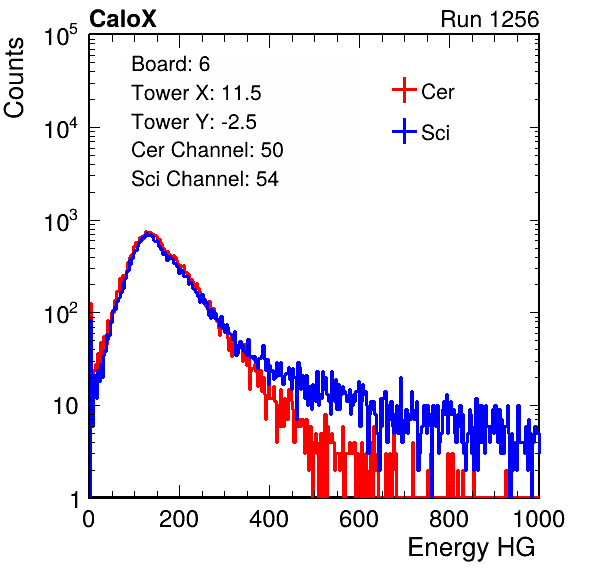 CaloX Run 1256
Counts
Board: 6
Tower X: 11.5
Tower Y: -2.5
Cer Channel: 50
Sci Channel: 54
Cer
Sci
10^5
10^4
10^3
10^2
10
1
0 200 400 600 800 1000
Energy HG